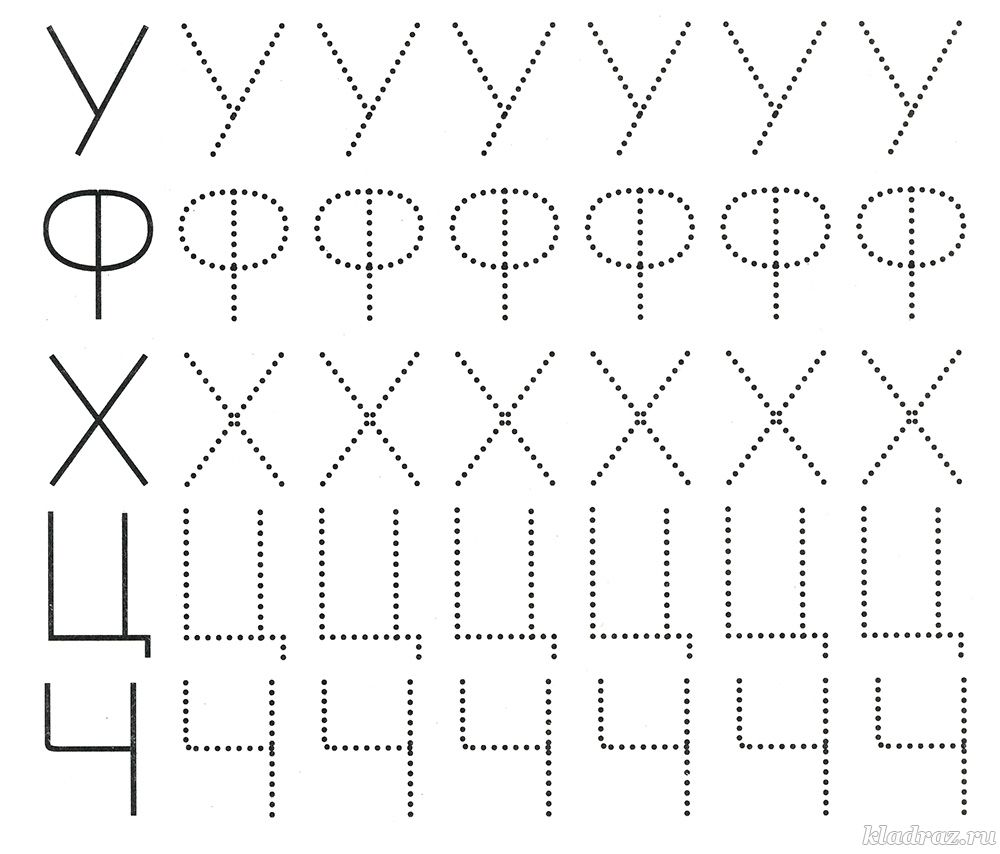 У У У У У У У
Ф Ф Ф Ф Ф Ф Ф
Х Х Х Х Х Х Х
Ц Ц Ц Ц Ц Ц Ц
Ч Ч Ч Ч Ч Ч Ч
kladraz.ru